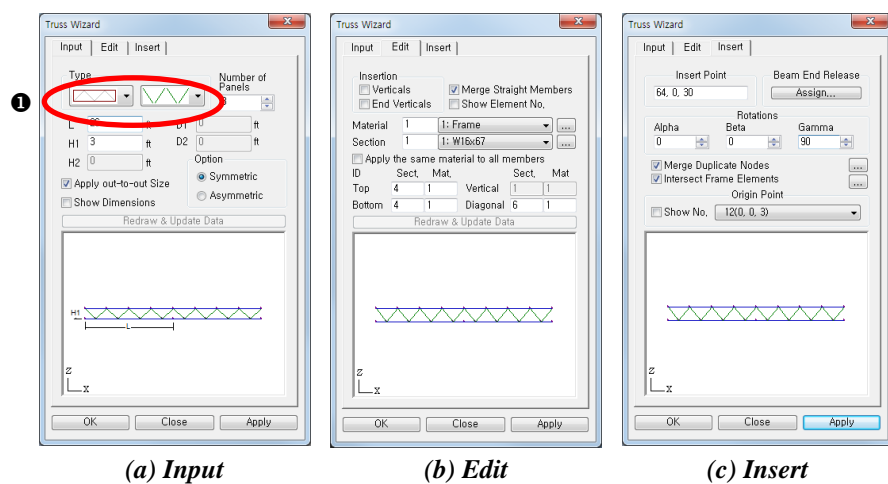 Truss Wizard
Input Edit Insert
Type
Number of
Panels
❶
L ft D1 0 ft
H1 3 ft D2 0 ft
H2 0 ft Option
Symmetric
Apply out-to-out Size
Asymmetric
Show Dimensions
Redraw & Update Data
H1
L
Z
X
OK Close Apply
(a) Input
Truss Wizard
Input Edit Insert
Insertion
Verticals Merge Straight Members
End Verticals Show Element No.
Material 1 1: Frame ...
Section 1 1: W16x67 ...
Apply the same material to all members
ID Sect. Mat. Sect. Mat
Top 4 1 Vertical 1 1
Bottom 4 1 Diagonal 6 1
Redraw & Update Data
Z
X
OK Close Apply
(b) Edit
Truss Wizard
Input Edit Insert
Insert Point Beam End Release
64, 0, 30 Assign...
Rotations
Alpha Beta Gamma
0 0 90
Merge Duplicate Nodes ...
Intersect Frame Elements ...
Origin Point
Show No. 12(0, 0, 3)
Z
X
OK Close Apply
(c) Insert